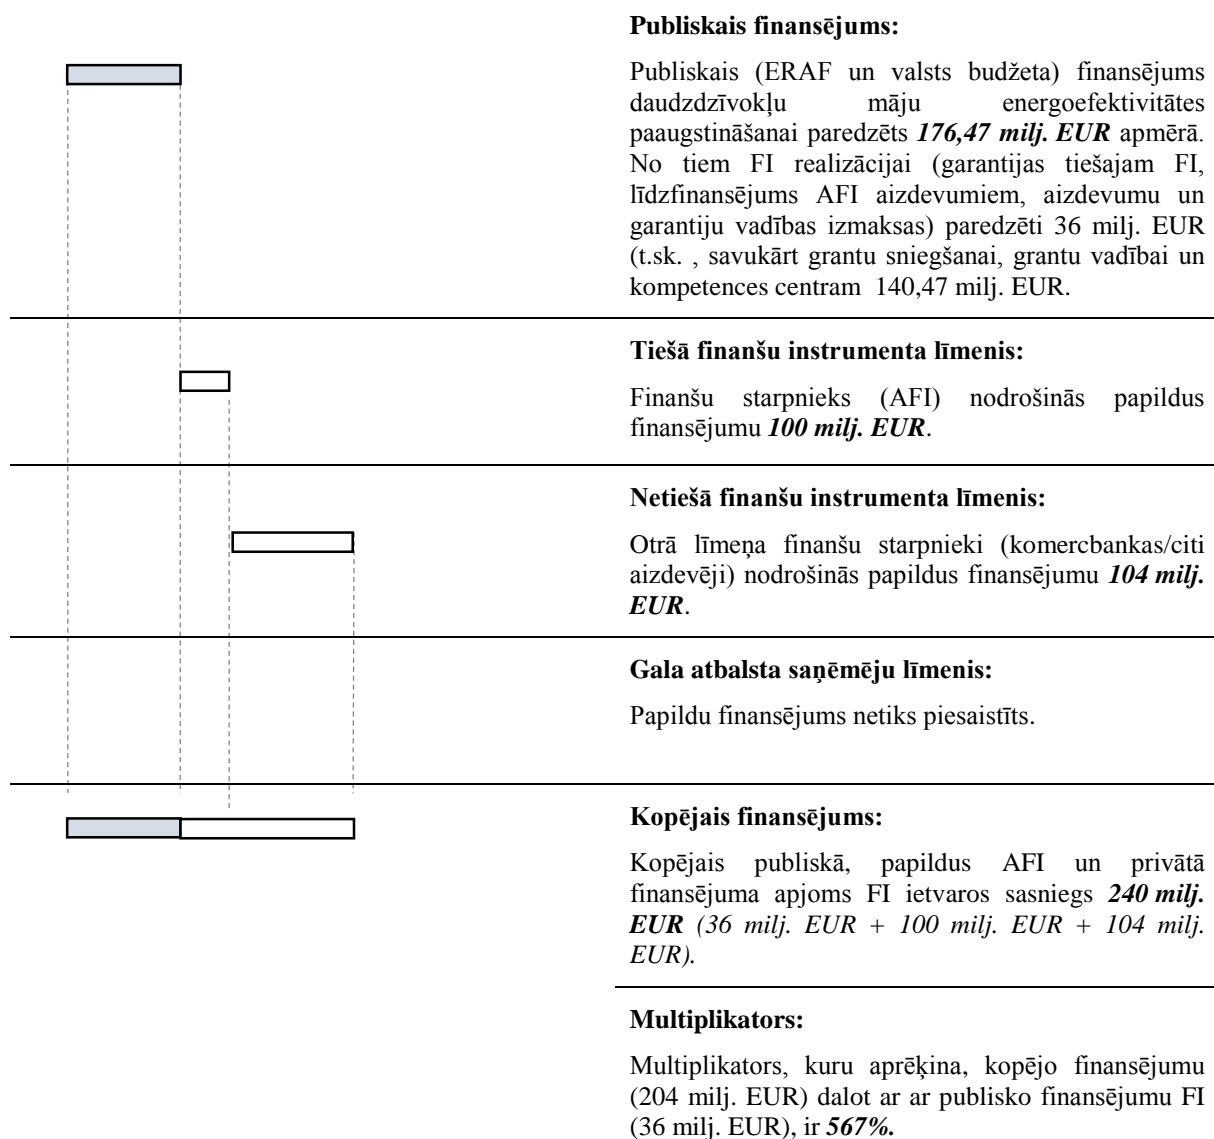 Publiskais finansējums:
Publiskais (ERAF un valsts budžeta) finansējums
daudzdzīvokļu māju energoefektivitātes
paaugstināšanai paredzēts 176,47 milj. EUR apmērā.
No tiem FI realizācijai (garantijas tiešajam FI,
līdzfinansējums AFI aizdevumiem, aizdevumu un
garantiju vadības izmaksas) paredzēti 36 milj. EUR
(t.sk. , savukārt grantu sniegšanai, grantu vadībai un
kompetences centram 140,47 milj. EUR.
Tiešā finanšu instrumenta līmenis:
Finanšu starpnieks (AFI) nodrošinās papildus
finansējumu 100 milj. EUR.
Netiešā finanšu instrumenta līmenis:
Otrā līmeņa finanšu starpnieki (komercbankas/citi
aizdevēji) nodrošinās papildus finansējumu 104 milj.
EUR.
Gala atbalsta saņēmēju līmenis:
Papildu finansējums netiks piesaistīts.
Kopējais finansējums:
Kopējais publiskā, papildus AFI un privātā
finansējuma apjoms FI ietvaros sasniegs 240 milj.
EUR (36 milj. EUR + 100 milj. EUR + 104 milj.
EUR).
Multiplikators:
Multiplikators, kuru aprēķina, kopējo finansējumu
(204 milj. EUR) dalot ar ar publisko finansējumu FI
(36 milj. EUR), ir 567%.